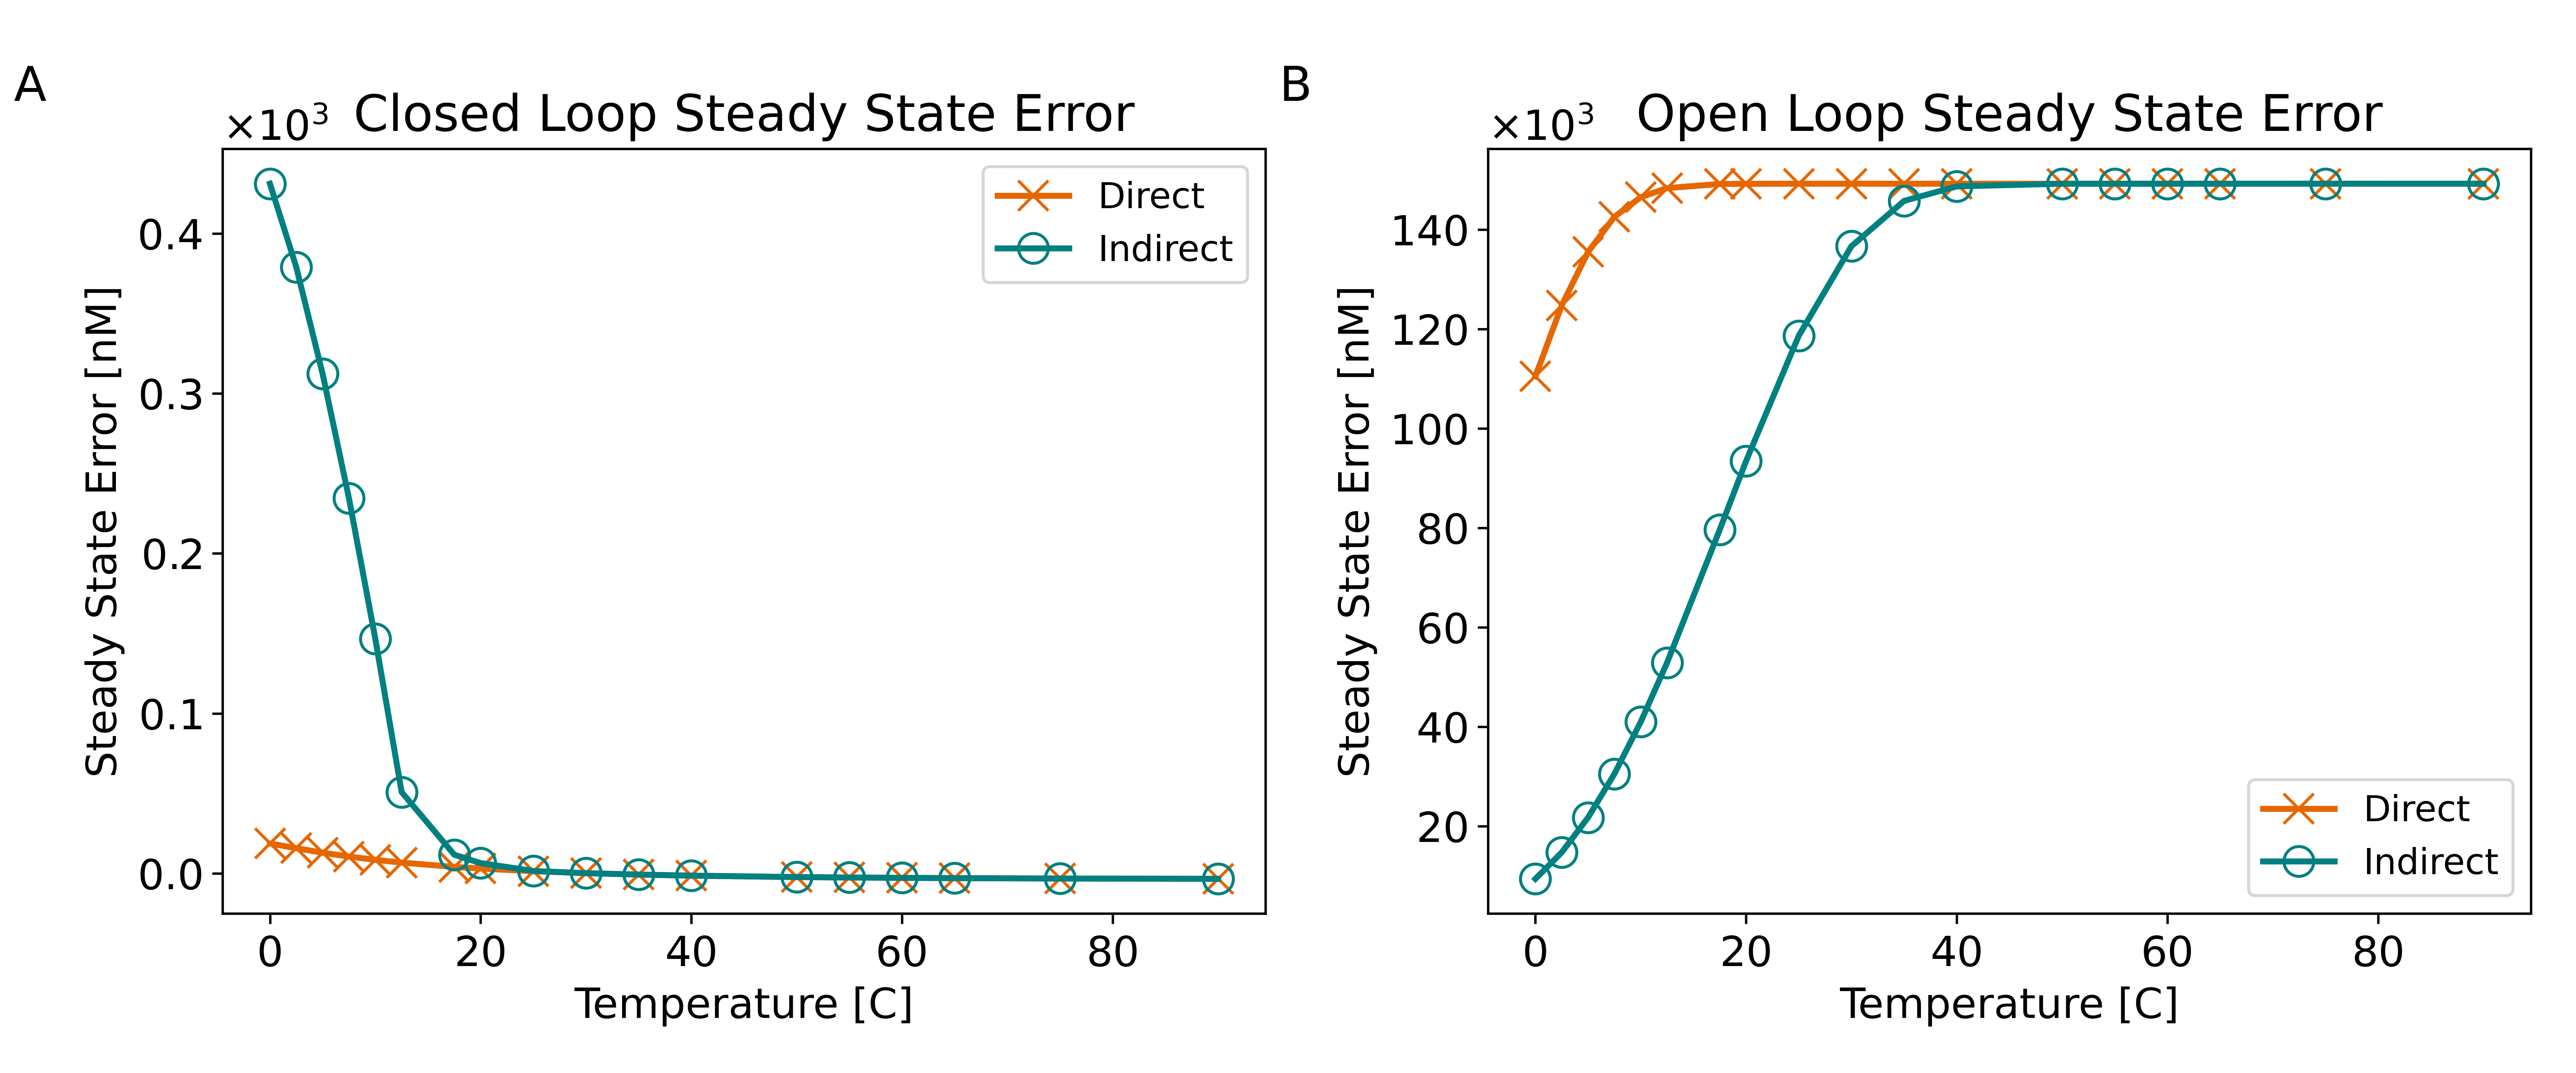 A
×10³ Closed Loop Steady State Error
Steady State Error [nM]
0.4
0.3
0.2
0.1
0.0
0 20 40 60 80
Temperature [C]
Direct
Indirect
B
×10³ Open Loop Steady State Error
Steady State Error [nM]
140
120
100
80
60
40
20
0 20 40 60 80
Temperature [C]
Direct
Indirect